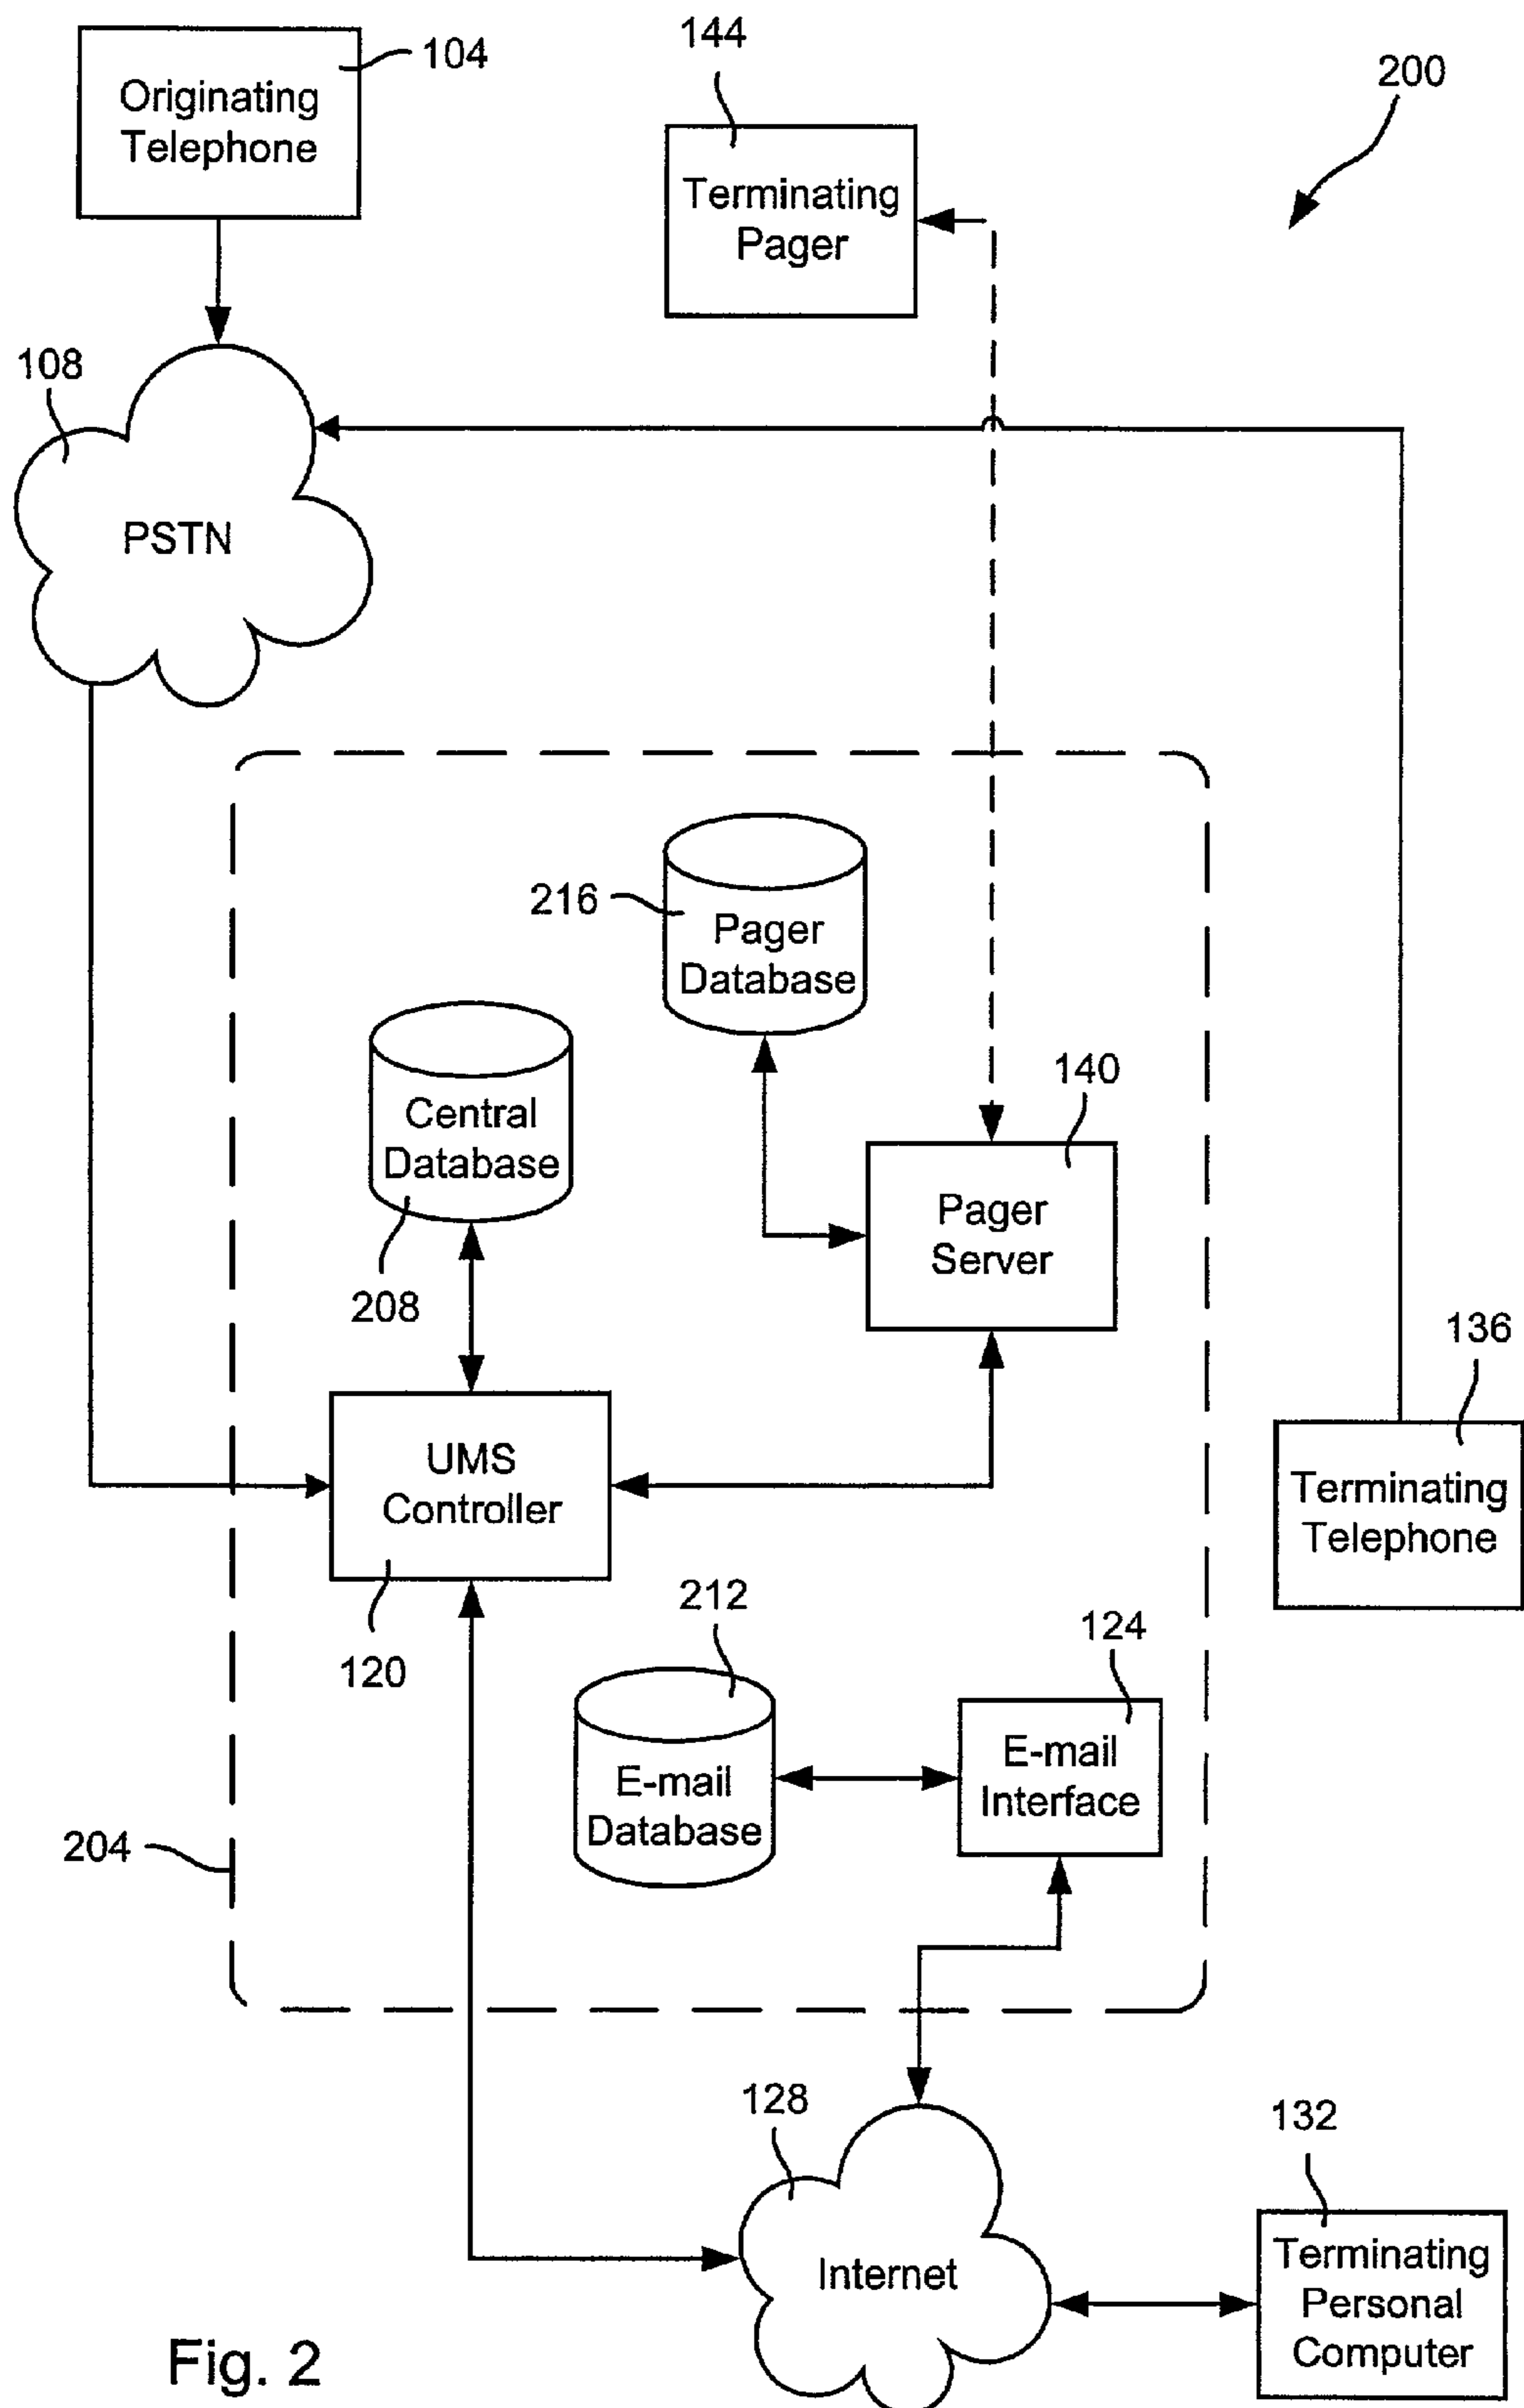 104
Originating
Telephone
144
Terminating
Pager
200
108
PSTN
216
Pager
Database
Central
Database
208
140
Pager
Server
136
Terminating
Telephone
UMS
Controller
120
212
E-mail
Database
124
E-mail
Interface
204
128
Internet
132
Terminating
Personal
Computer
Fig. 2